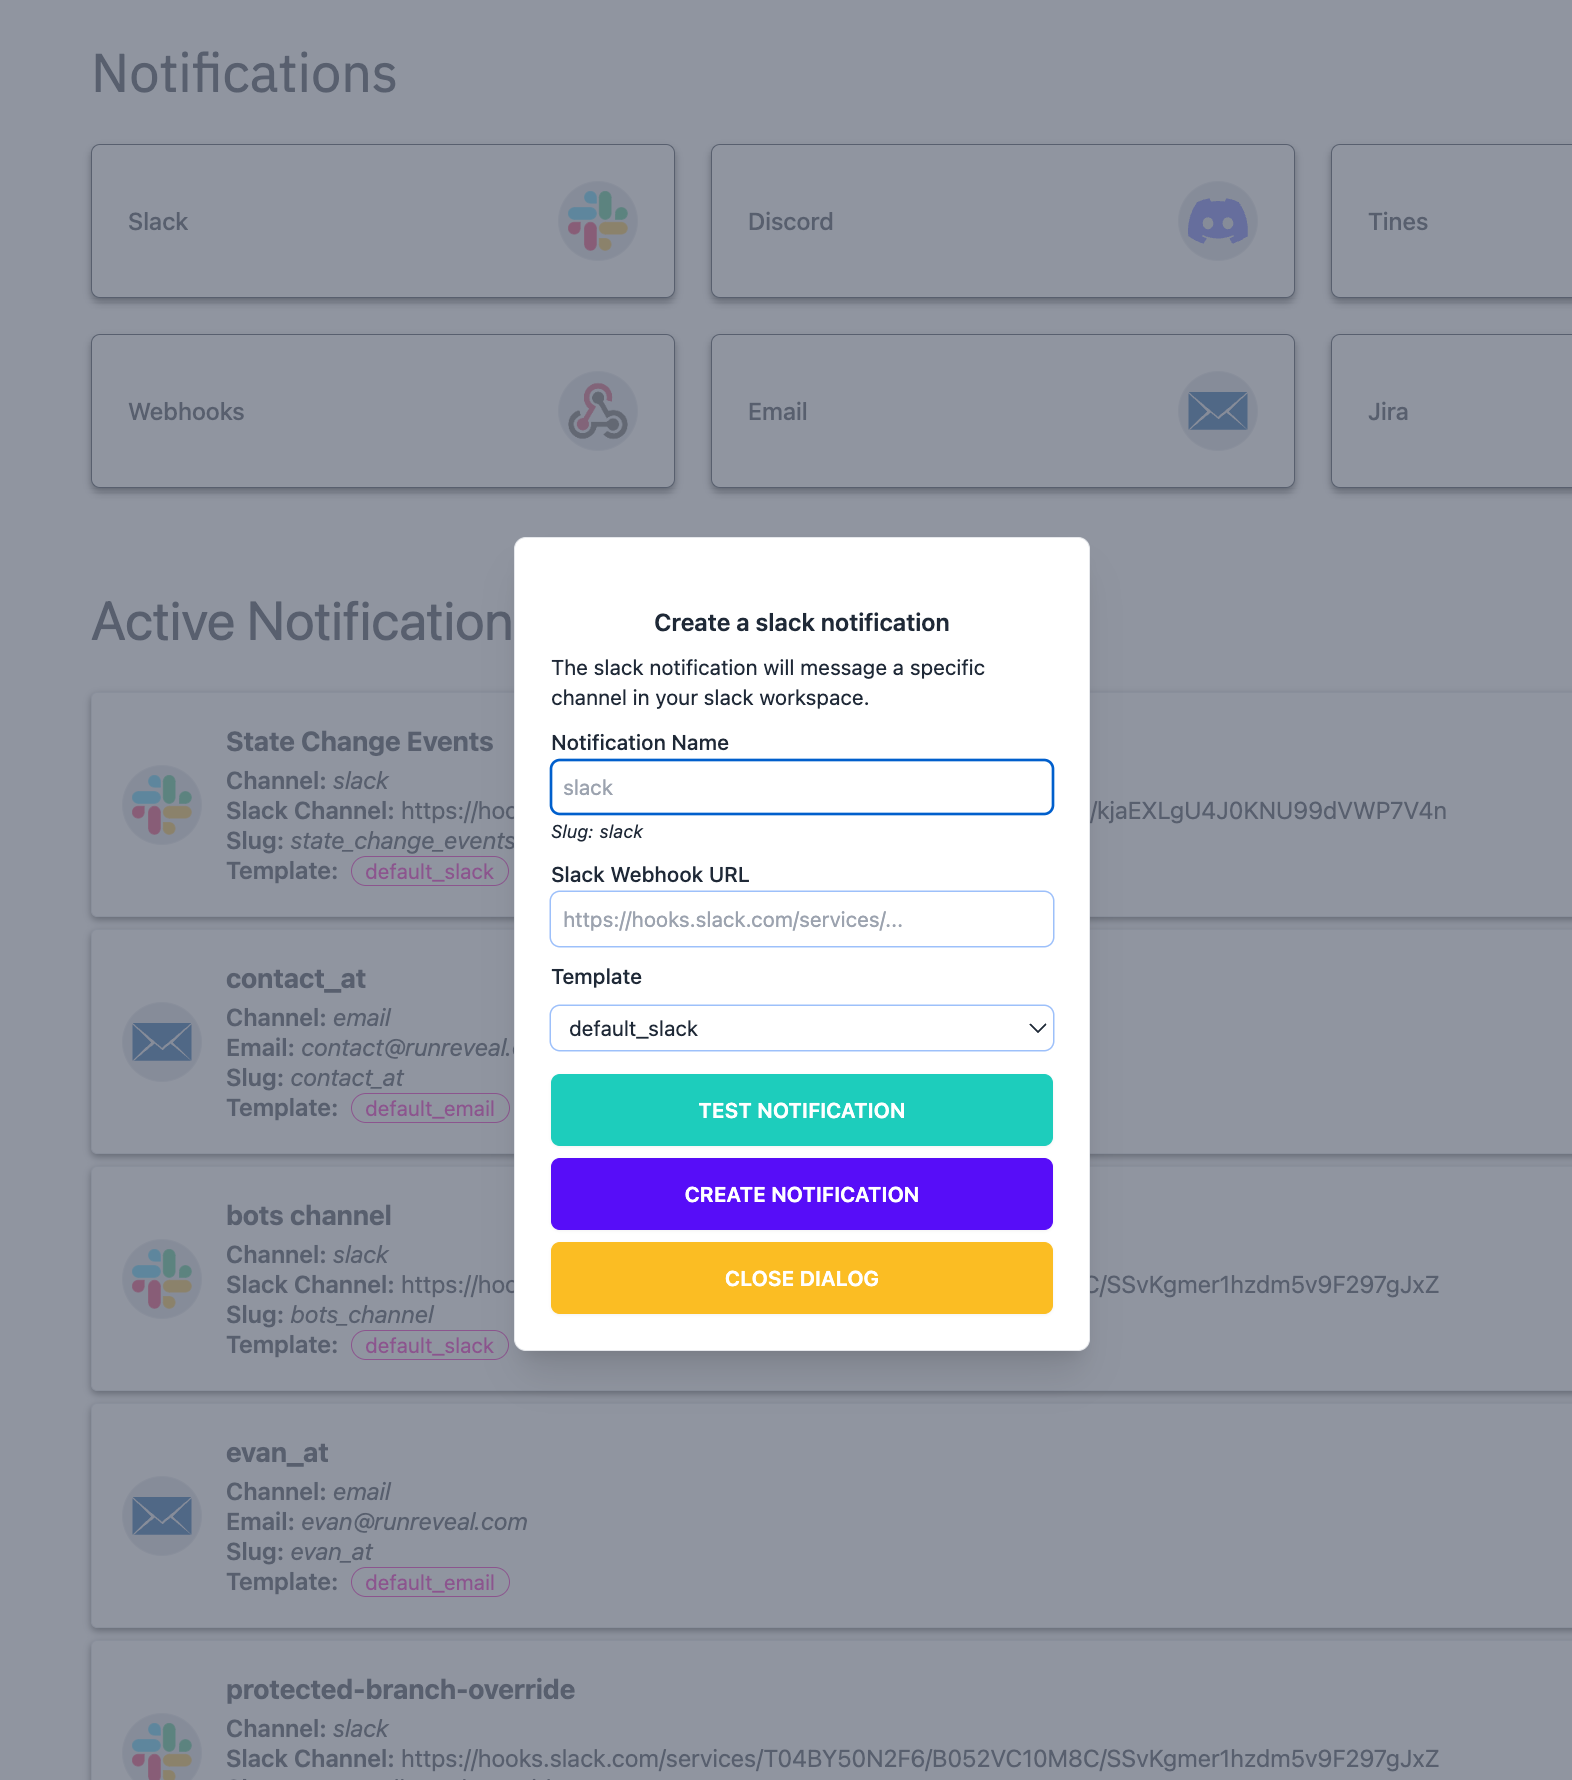 Notifications
Slack
Discord
Tines
Webhooks
Email
Jira
Active Notification
State Change Events
Channel: slack
Slack Channel: https://hoo
/kjaEXLgU4J0KNU99dVWP7V4n
Slug: state_change_events
Template: default_slack
contact_at
Channel: email
Email: contact@runreveal.
Slug: contact_at
Template: default_email
bots channel
Channel: slack
Slack Channel: https://hoo
C/SSvKgmer1hzdm5v9F297gJxZ
Slug: bots_channel
Template: default_slack
evan_at
Channel: email
Email: evan@runreveal.com
Slug: evan_at
Template: default_email
protected-branch-override
Channel: slack
Slack Channel: https://hooks.slack.com/services/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
Create a slack notification
The slack notification will message a specific
channel in your slack workspace.
Notification Name
slack
Slug: slack
Slack Webhook URL
https://hooks.slack.com/services/...
Template
default_slack
TEST NOTIFICATION
CREATE NOTIFICATION
CLOSE DIALOG